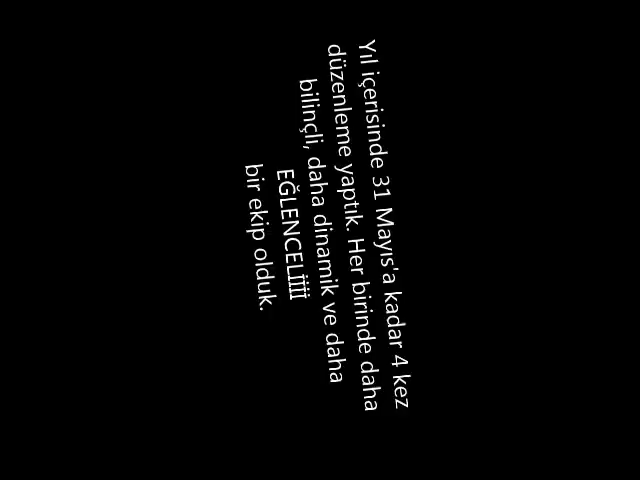 Yıl içerisinde 31 Mayıs'a kadar 4 kez
düzenleme yaptık. Her birinde daha
bilinçli, daha dinamik ve daha
EĞLENCELİİİİ
bir ekip olduk.